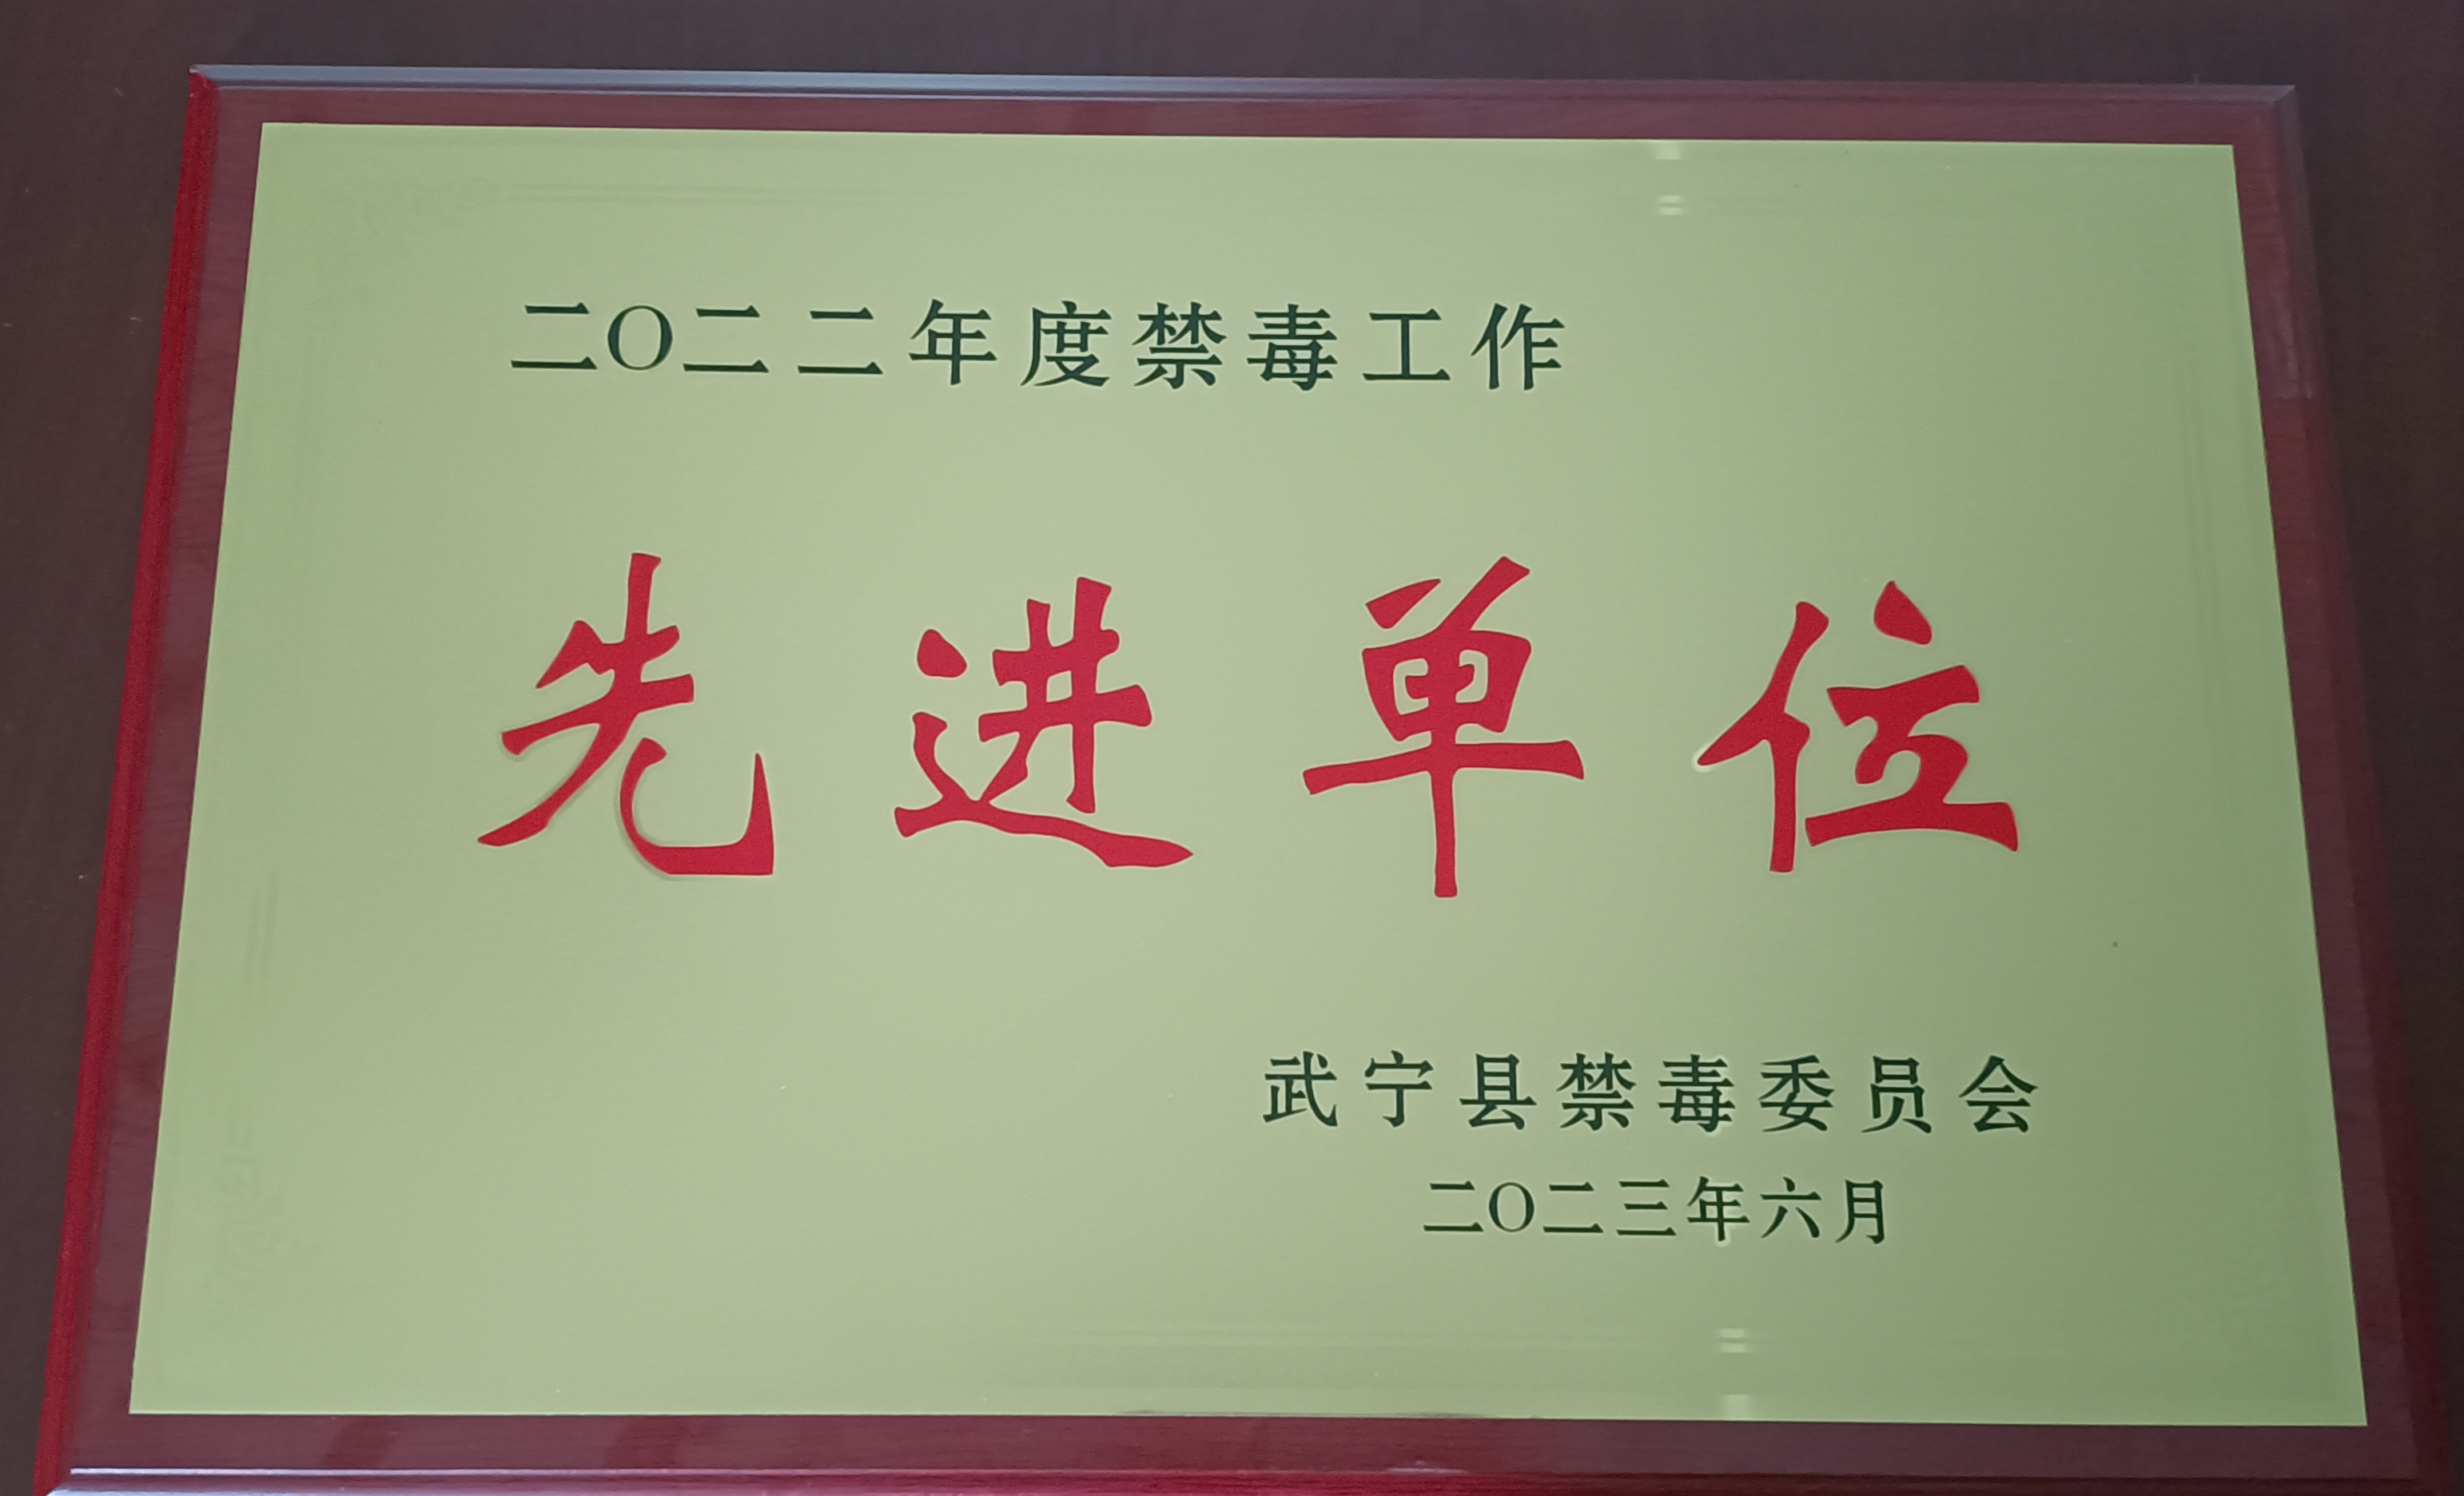 二〇二二年度禁毒工作
先进单位
武宁县禁毒委员会
二〇二三年六月